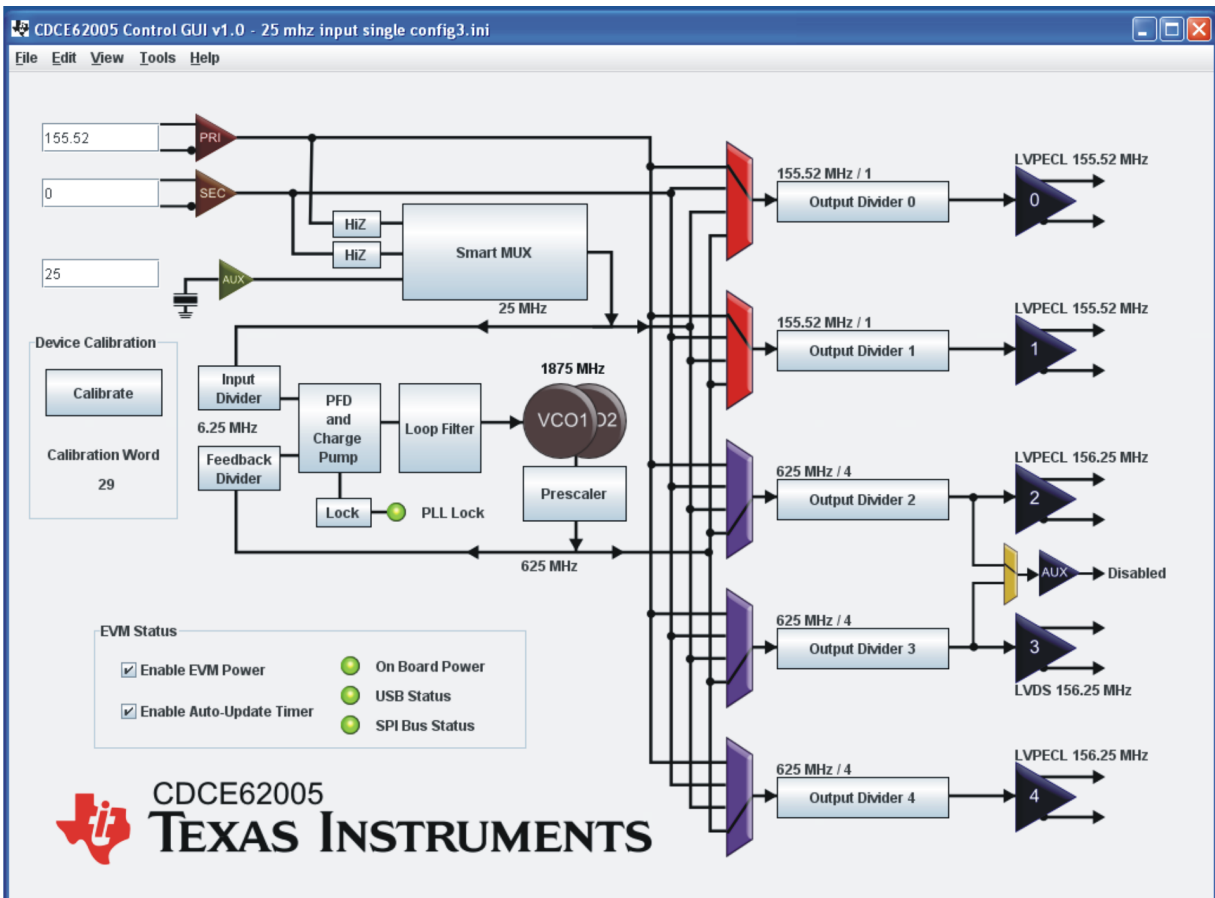 CDCE62005 Control GUI v1.0 - 25 mhz input single config3.ini
File Edit View Tools Help
155.52
PRI
0
SEC
25
AUX
HiZ
HiZ
Smart MUX
25 MHz
Device Calibration
Calibrate
Calibration Word
29
Input
Divider
6.25 MHz
Feedback
Divider
PFD
and
Charge
Pump
Loop Filter
1875 MHz
VCO1
O2
Prescaler
Lock
PLL Lock
625 MHz
155.52 MHz / 1
Output Divider 0
LVPECL 155.52 MHz
0
155.52 MHz / 1
Output Divider 1
LVPECL 155.52 MHz
1
625 MHz / 4
Output Divider 2
LVPECL 156.25 MHz
2
AUX
Disabled
625 MHz / 4
Output Divider 3
3
LVDS 156.25 MHz
625 MHz / 4
Output Divider 4
LVPECL 156.25 MHz
4
EVM Status
Enable EVM Power
On Board Power
USB Status
Enable Auto-Update Timer
SPI Bus Status
CDCE62005
TEXAS INSTRUMENTS